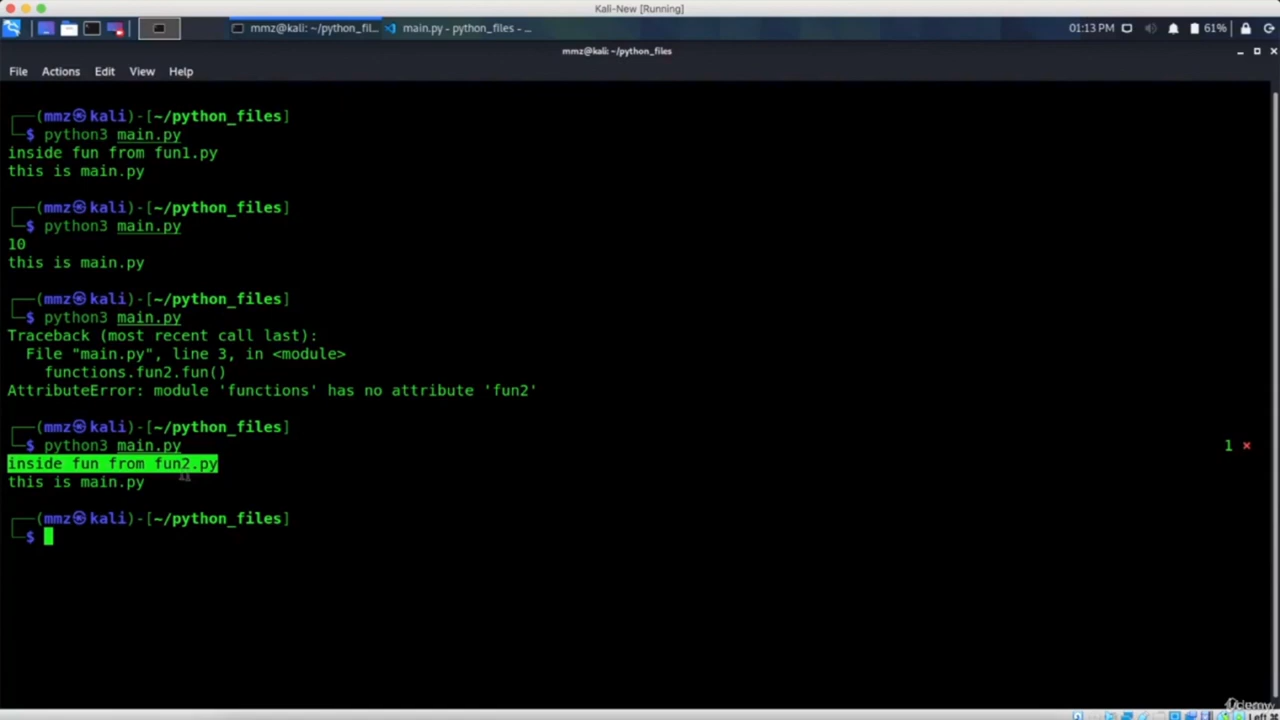 Kali-New [Running]
mmz@kali: ~/python_fil...
main.py - python_files - ...
01:13 PM
61%
mmz@kali: ~/python_files
File Actions Edit View Help
(mmz㉿kali)-[~/python_files]
$ python3 main.py
inside fun from fun1.py
this is main.py
(mmz㉿kali)-[~/python_files]
$ python3 main.py
10
this is main.py
(mmz㉿kali)-[~/python_files]
$ python3 main.py
Traceback (most recent call last):
File "main.py", line 3, in <module>
functions.fun2.fun()
AttributeError: module 'functions' has no attribute 'fun2'
(mmz㉿kali)-[~/python_files]
$ python3 main.py
1 ×
inside fun from fun2.py
this is main.py
(mmz㉿kali)-[~/python_files]
$
Udemy
Left ⌘